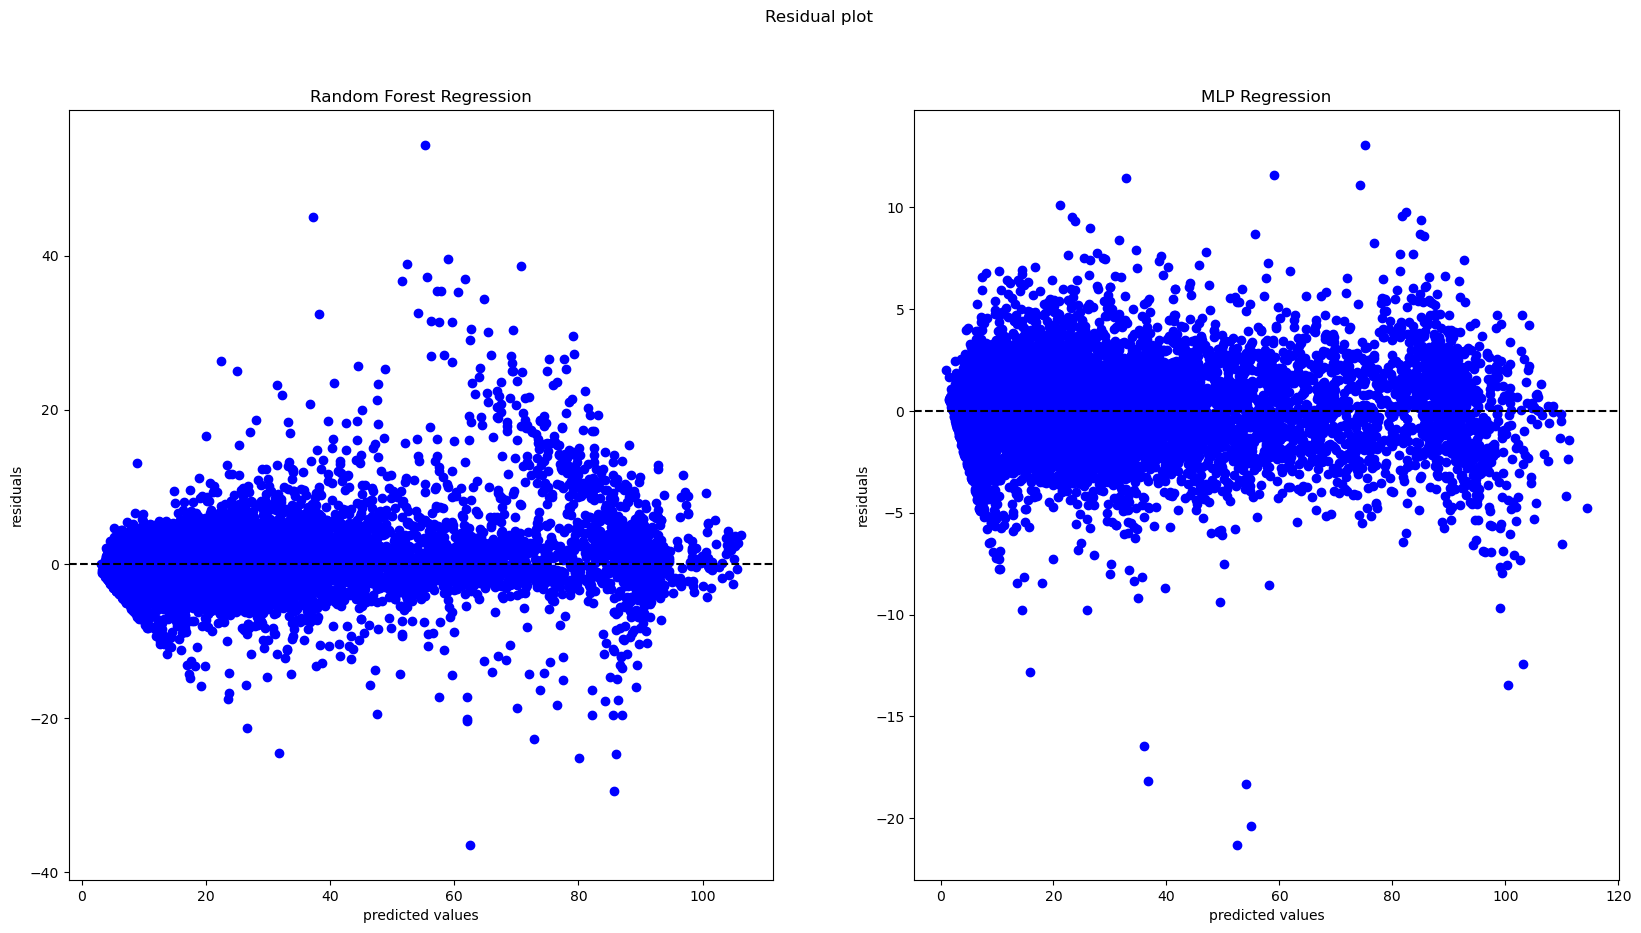 Residual plot
Random Forest Regression
residuals
40
20
0
−20
−40
0 20 40 60 80 100
predicted values
MLP Regression
residuals
10
5
0
−5
−10
−15
−20
0 20 40 60 80 100 120
predicted values